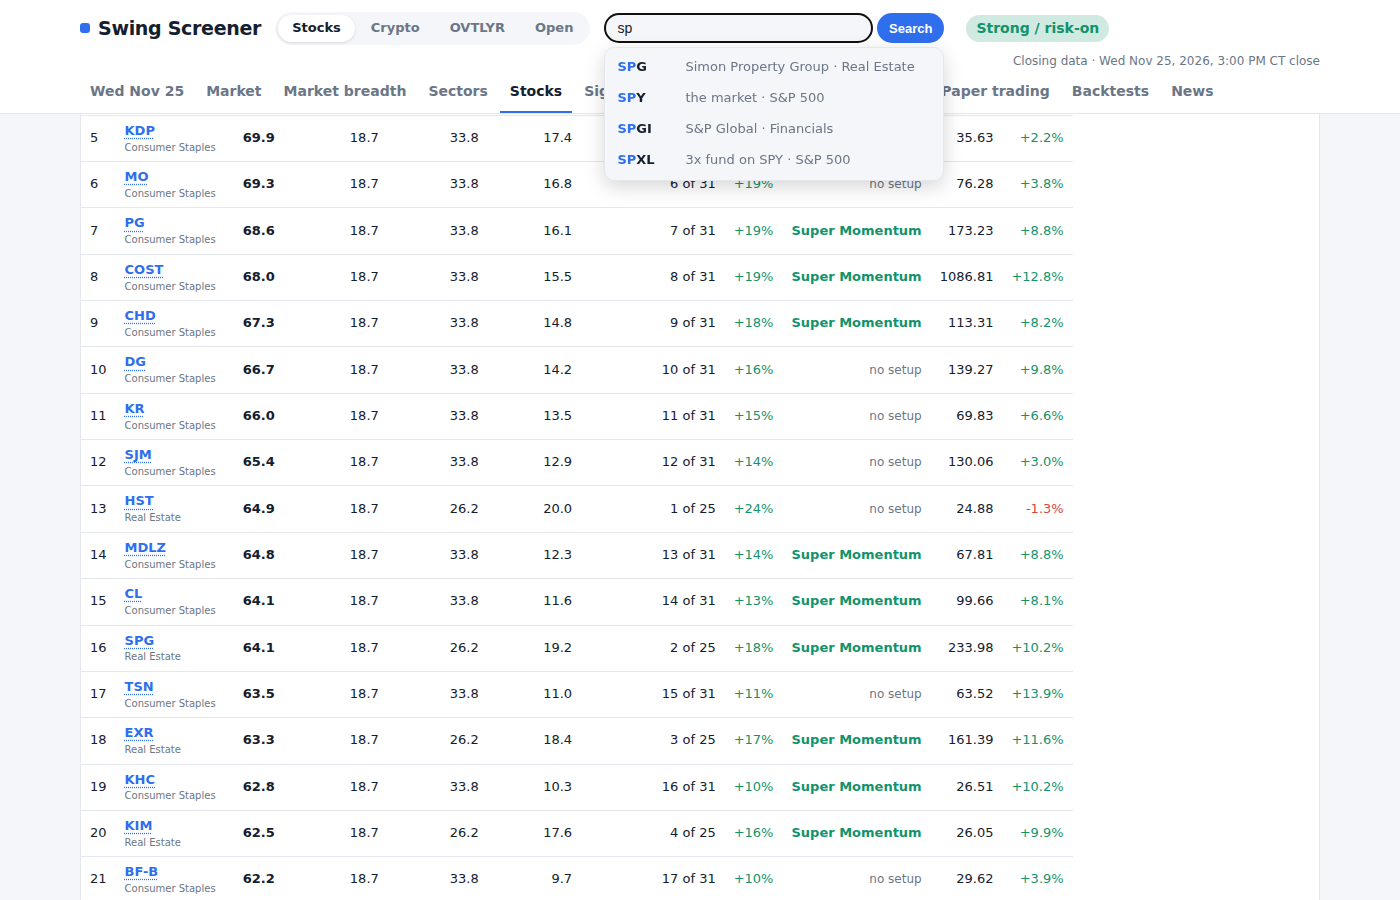 Swing Screener Stocks Crypto OVTLYR Open sp Search Strong / risk-on
Closing data · Wed Nov 25, 2026, 3:00 PM CT close
Wed Nov 25 Market Market breadth Sectors Stocks Paper trading Backtests News
SPG Simon Property Group · Real Estate
SPY the market · S&P 500
SPGI S&P Global · Financials
SPXL 3x fund on SPY · S&P 500
5 KDP 69.9 18.7 33.8 17.4 35.63 +2.2%
Consumer Staples
6 MO 69.3 18.7 33.8 16.8 6 of 31 +19% no setup 76.28 +3.8%
Consumer Staples
7 PG 68.6 18.7 33.8 16.1 7 of 31 +19% Super Momentum 173.23 +8.8%
Consumer Staples
8 COST 68.0 18.7 33.8 15.5 8 of 31 +19% Super Momentum 1086.81 +12.8%
Consumer Staples
9 CHD 67.3 18.7 33.8 14.8 9 of 31 +18% Super Momentum 113.31 +8.2%
Consumer Staples
10 DG 66.7 18.7 33.8 14.2 10 of 31 +16% no setup 139.27 +9.8%
Consumer Staples
11 KR 66.0 18.7 33.8 13.5 11 of 31 +15% no setup 69.83 +6.6%
Consumer Staples
12 SJM 65.4 18.7 33.8 12.9 12 of 31 +14% no setup 130.06 +3.0%
Consumer Staples
13 HST 64.9 18.7 26.2 20.0 1 of 25 +24% no setup 24.88 -1.3%
Real Estate
14 MDLZ 64.8 18.7 33.8 12.3 13 of 31 +14% Super Momentum 67.81 +8.8%
Consumer Staples
15 CL 64.1 18.7 33.8 11.6 14 of 31 +13% Super Momentum 99.66 +8.1%
Consumer Staples
16 SPG 64.1 18.7 26.2 19.2 2 of 25 +18% Super Momentum 233.98 +10.2%
Real Estate
17 TSN 63.5 18.7 33.8 11.0 15 of 31 +11% no setup 63.52 +13.9%
Consumer Staples
18 EXR 63.3 18.7 26.2 18.4 3 of 25 +17% Super Momentum 161.39 +11.6%
Real Estate
19 KHC 62.8 18.7 33.8 10.3 16 of 31 +10% Super Momentum 26.51 +10.2%
Consumer Staples
20 KIM 62.5 18.7 26.2 17.6 4 of 25 +16% Super Momentum 26.05 +9.9%
Real Estate
21 BF-B 62.2 18.7 33.8 9.7 17 of 31 +10% no setup 29.62 +3.9%
Consumer Staples